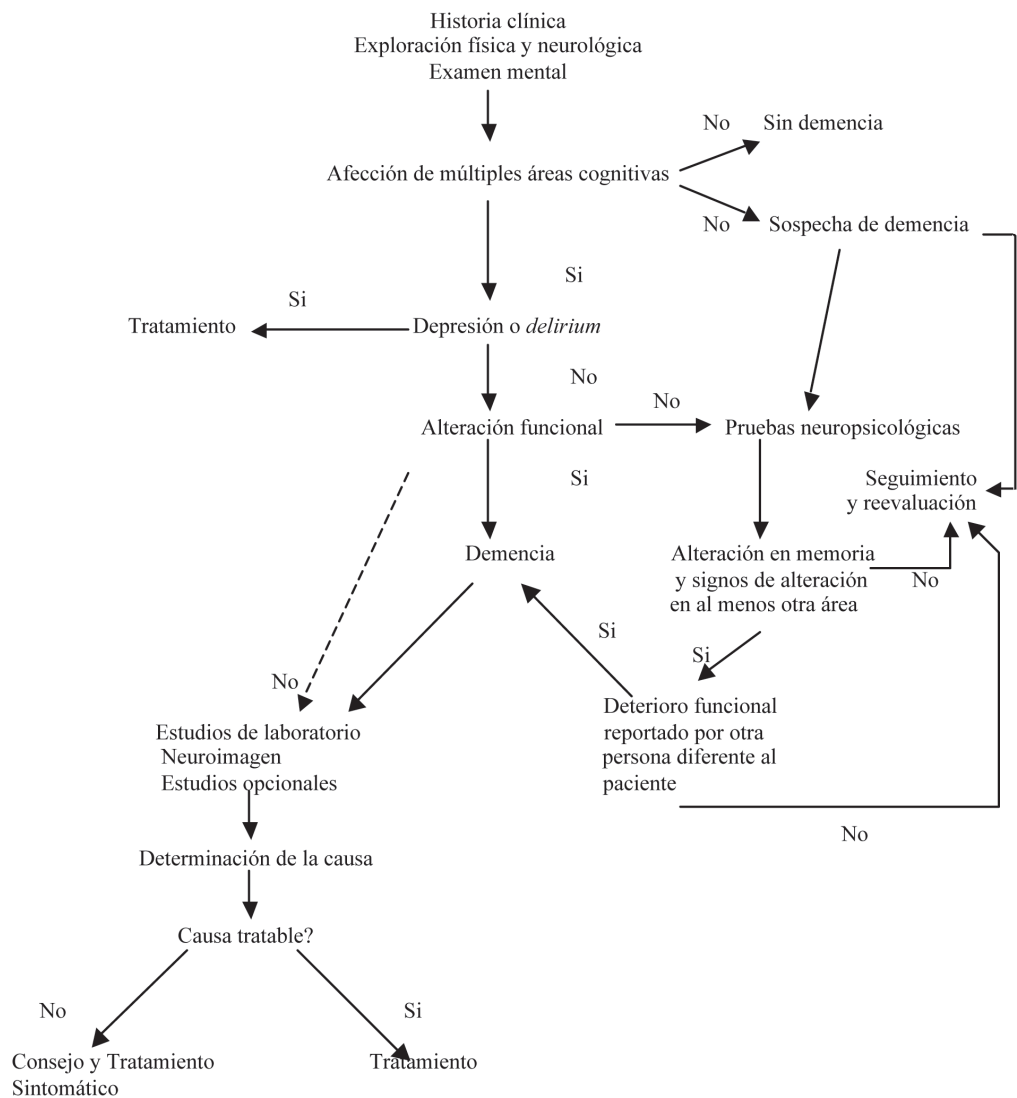 Historia clínica
Exploración física y neurológica
Examen mental
No
Sin demencia
Afección de múltiples áreas cognitivas
No
Sospecha de demencia
Si
Si
Tratamiento
Depresión o delirium
No
No
Alteración funcional
Pruebas neuropsicológicas
Si
Seguimiento
y reevaluación
Demencia
Alteración en memoria
y signos de alteración
en al menos otra área
No
Si
Si
No
Deterioro funcional
reportado por otra
persona diferente al
paciente
Estudios de laboratorio
Neuroimagen
Estudios opcionales
No
Determinación de la causa
Causa tratable?
No
Si
Consejo y Tratamiento
Sintomático
Tratamiento